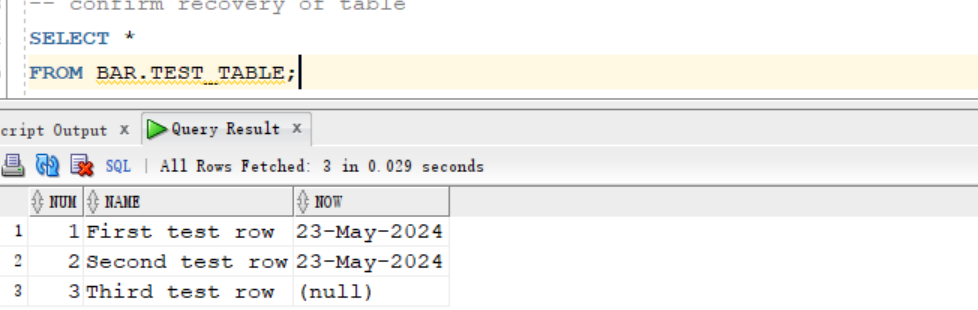 -- confirm recovery of table
SELECT *
FROM BAR.TEST_TABLE;
cript Output x Query Result x
SQL | All Rows Fetched: 3 in 0.029 seconds
NUM NAME NOW
1 1 First test row 23-May-2024
2 2 Second test row 23-May-2024
3 3 Third test row (null)